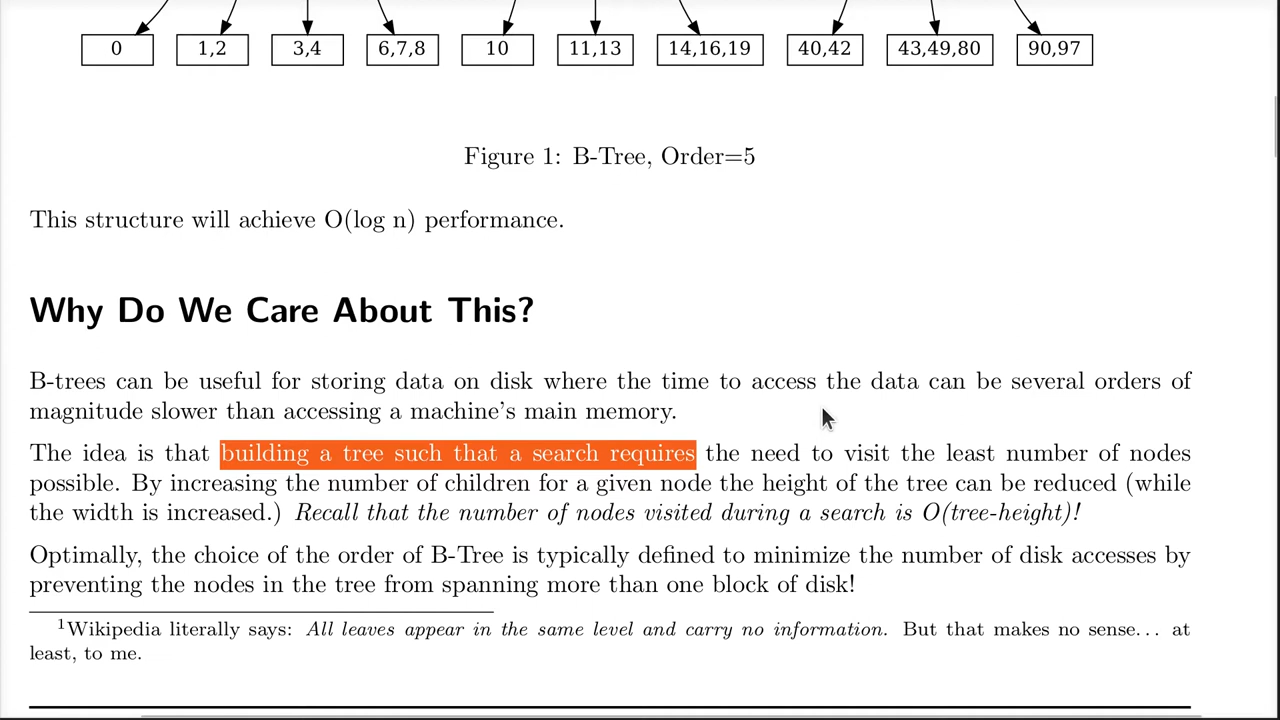 0 1,2 3,4 6,7,8 10 11,13 14,16,19 40,42 43,49,80 90,97
Figure 1: B-Tree, Order=5
This structure will achieve O(log n) performance.
Why Do We Care About This?
B-trees can be useful for storing data on disk where the time to access the data can be several orders of
magnitude slower than accessing a machine's main memory.
The idea is that building a tree such that a search requires the need to visit the least number of nodes
possible. By increasing the number of children for a given node the height of the tree can be reduced (while
the width is increased.) Recall that the number of nodes visited during a search is O(tree-height)!
Optimally, the choice of the order of B-Tree is typically defined to minimize the number of disk accesses by
preventing the nodes in the tree from spanning more than one block of disk!
1Wikipedia literally says: All leaves appear in the same level and carry no information. But that makes no sense... at
least, to me.